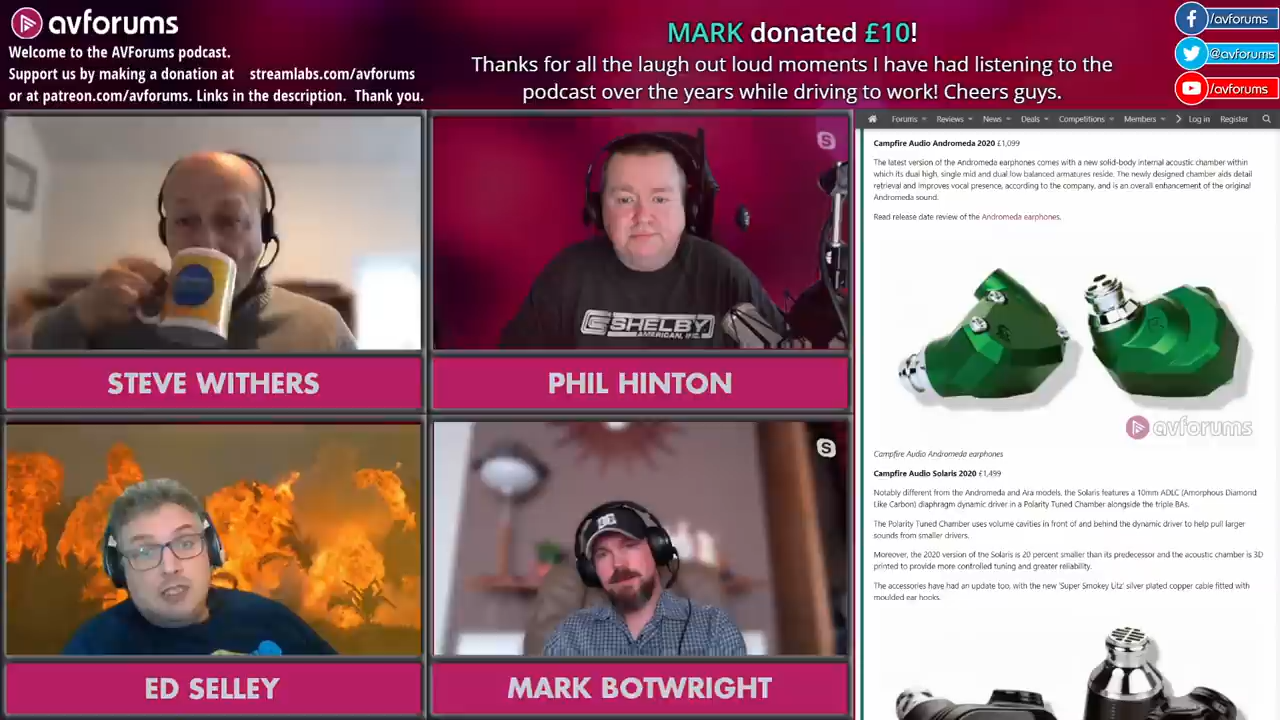 avforums
Welcome to the AVForums podcast.
Support us by making a donation at streamlabs.com/avforums
or at patreon.com/avforums. Links in the description. Thank you.
MARK donated £10!
Thanks for all the laugh out loud moments I have had listening to the
podcast over the years while driving to work! Cheers guys.
/avforums
@avforums
/avforums
SHELBY
AMERICAN, INC.
STEVE WITHERS
PHIL HINTON
DC
ED SELLEY
MARK BOTWRIGHT
Forums Reviews News Deals Competitions Members Log in Register
Campfire Audio Andromeda 2020 £1,099
The latest version of the Andromeda earphones comes with a new solid-body internal acoustic chamber within
which its dual high, single mid and dual low balanced armatures reside. The newly designed chamber aids detail
retrieval and improves vocal presence, according to the company, and is an overall enhancement of the original
Andromeda sound.
Read release date review of the Andromeda earphones.
avforums
Campfire Audio Andromeda earphones
Campfire Audio Solaris 2020 £1,499
Notably different from the Andromeda and Ara models, the Solaris features a 10mm ADLC (Amorphous Diamond
Like Carbon) diaphragm dynamic driver in a Polarity Tuned Chamber alongside the triple BAs.
The Polarity Tuned Chamber uses volume cavities in front of and behind the dynamic driver to help pull larger
sounds from smaller drivers.
Moreover, the 2020 version of the Solaris is 20 percent smaller than its predecessor and the acoustic chamber is 3D
printed to provide more controlled tuning and greater reliability.
The accessories have had an update too, with the new 'Super Smokey Litz' silver plated copper cable fitted with
moulded ear hooks.